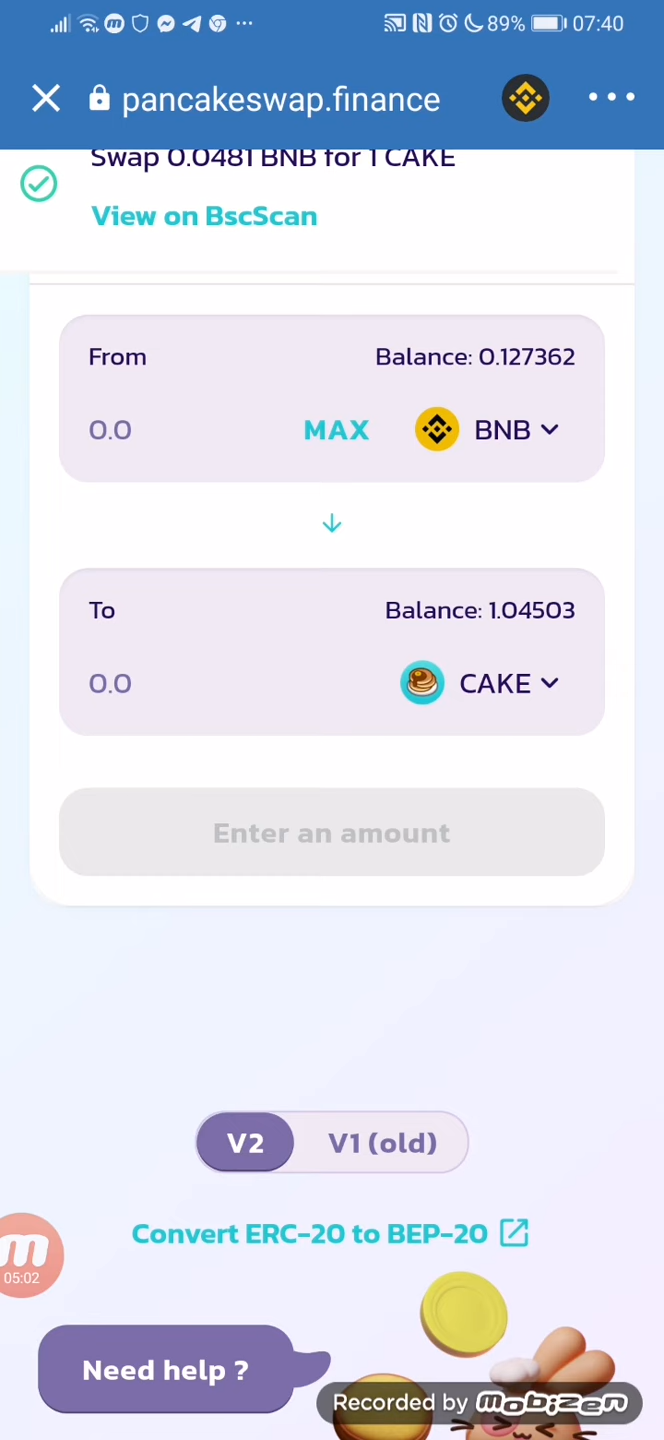 89% 07:40
pancakeswap.finance
Swap 0.0481 BNB for 1 CAKE
View on BscScan
From Balance: 0.127362
0.0 MAX BNB
To Balance: 1.04503
0.0 CAKE
Enter an amount
V2 V1 (old)
Convert ERC-20 to BEP-20
m
05:02
Need help ?
Recorded by mobizen